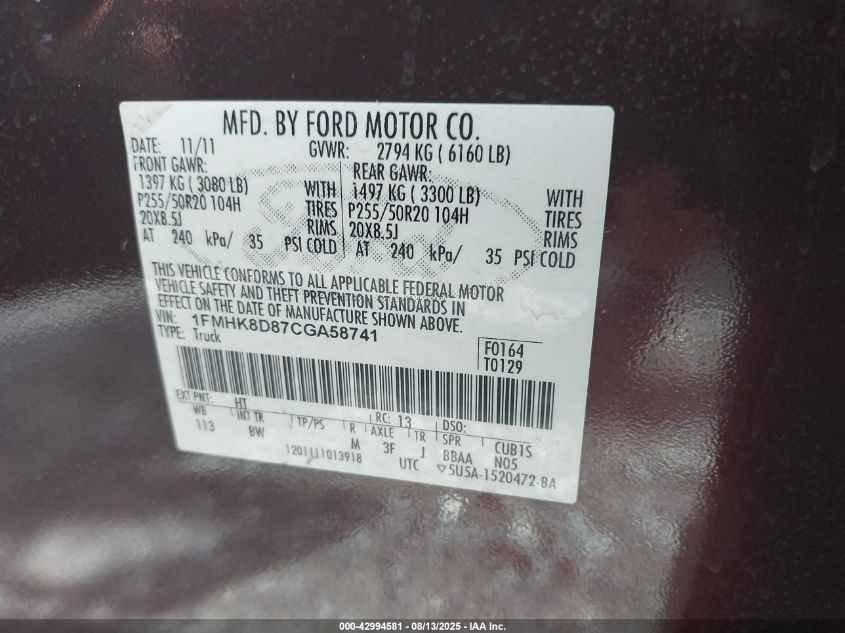 MFD. BY FORD MOTOR CO.
DATE: 11/11 GVWR: 2794 KG ( 6160 LB)
FRONT GAWR: REAR GAWR:
1397 KG ( 3080 LB) WITH 1497 KG ( 3300 LB) WITH
P255/50R20 104H TIRES P255/50R20 104H TIRES
20X8.5J RIMS 20X8.5J RIMS
AT 240 kPa/ 35 PSI COLD AT 240 kPa/ 35 PSI COLD
THIS VEHICLE CONFORMS TO ALL APPLICABLE FEDERAL MOTOR
VEHICLE SAFETY AND THEFT PREVENTION STANDARDS IN
EFFECT ON THE DATE OF MANUFACTURE SHOWN ABOVE.
VIN: 1FMHK8D87CGA58741
TYPE: Truck
F0164
T0129
EXT PNT: HT RC: 13 DSO:
WB INT TR TP/PS R AXLE TR SPR CUB1S
113 BW M 3F J BBAA N05
1201111013918 UTC ▽5U5A-1520472-BA
000-42994581 - 08/13/2025 - IAA Inc.